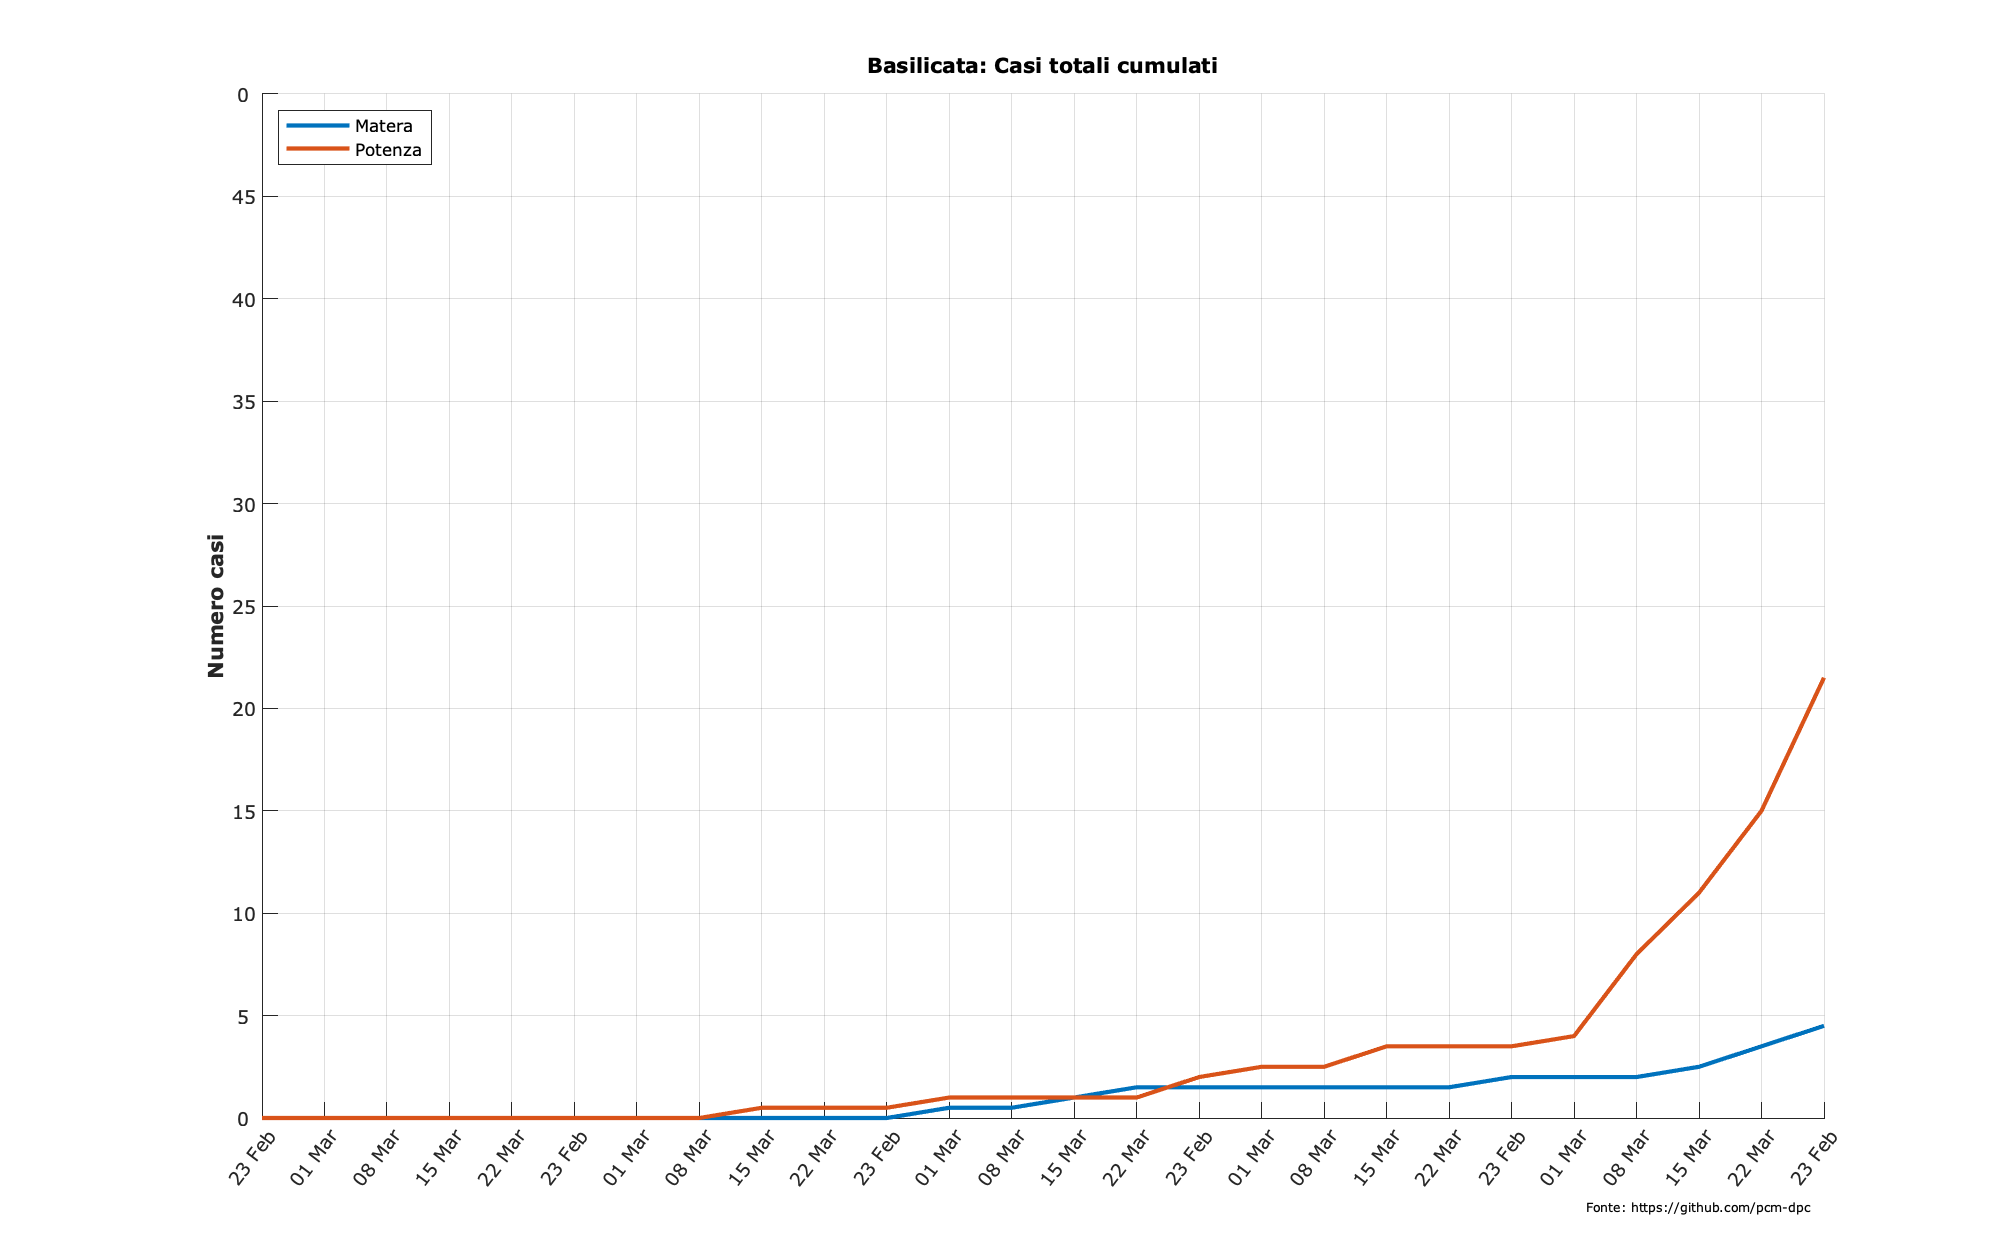 Basilicata: Casi totali cumulati
0
45
40
35
30
25
20
15
10
5
0
Numero casi
Matera
Potenza
23 Feb
01 Mar
08 Mar
15 Mar
22 Mar
23 Feb
01 Mar
08 Mar
15 Mar
22 Mar
23 Feb
01 Mar
08 Mar
15 Mar
22 Mar
23 Feb
01 Mar
08 Mar
15 Mar
22 Mar
23 Feb
01 Mar
08 Mar
15 Mar
22 Mar
23 Feb
Fonte: https://github.com/pcm-dpc